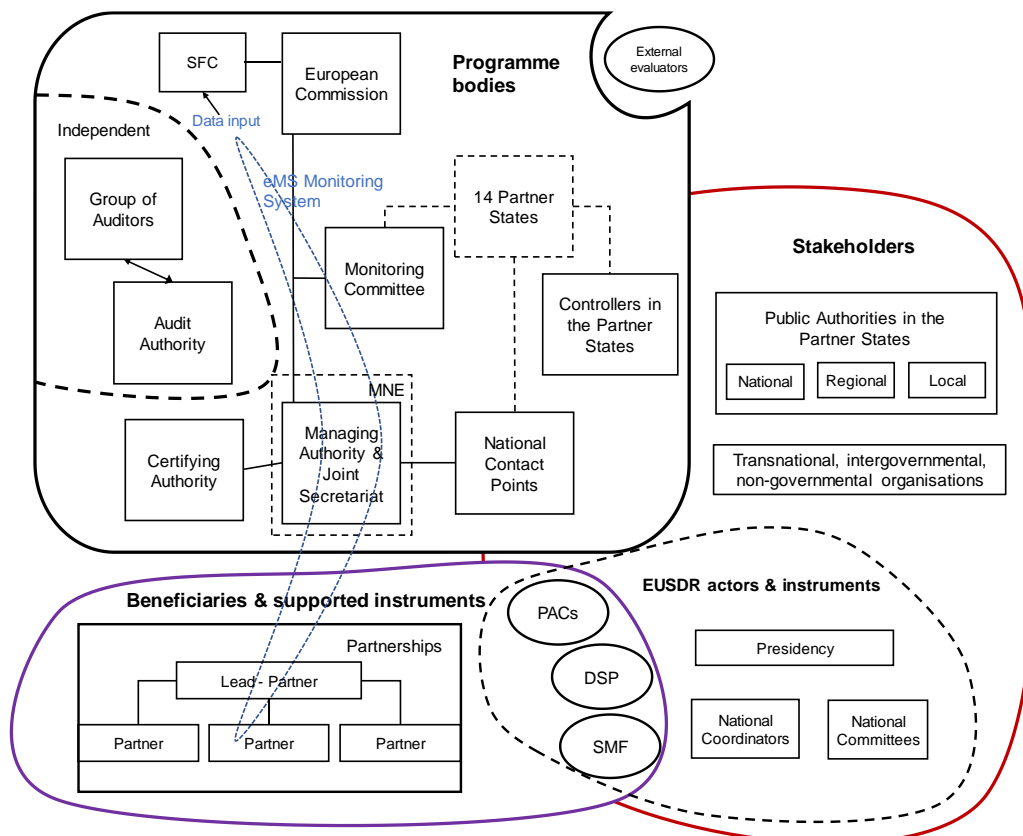 SFC
European
Commission
Programme
bodies
External
evaluators
Data input
Independent
eMS Monitoring
System
Group of
Auditors
14 Partner
States
Monitoring
Committee
Controllers in
the Partner
States
Audit
Authority
Stakeholders
Public Authorities in the
Partner States
National
Regional
Local
MNE
Certifying
Authority
Managing
Authority &
Joint
Secretariat
National
Contact
Points
Transnational, intergovernmental,
non-governmental organisations
Beneficiaries & supported instruments
Partnerships
Lead- Partner
Partner
Partner
Partner
PACs
DSP
SMF
EUSDR actors & instruments
Presidency
National
Coordinators
National
Committees